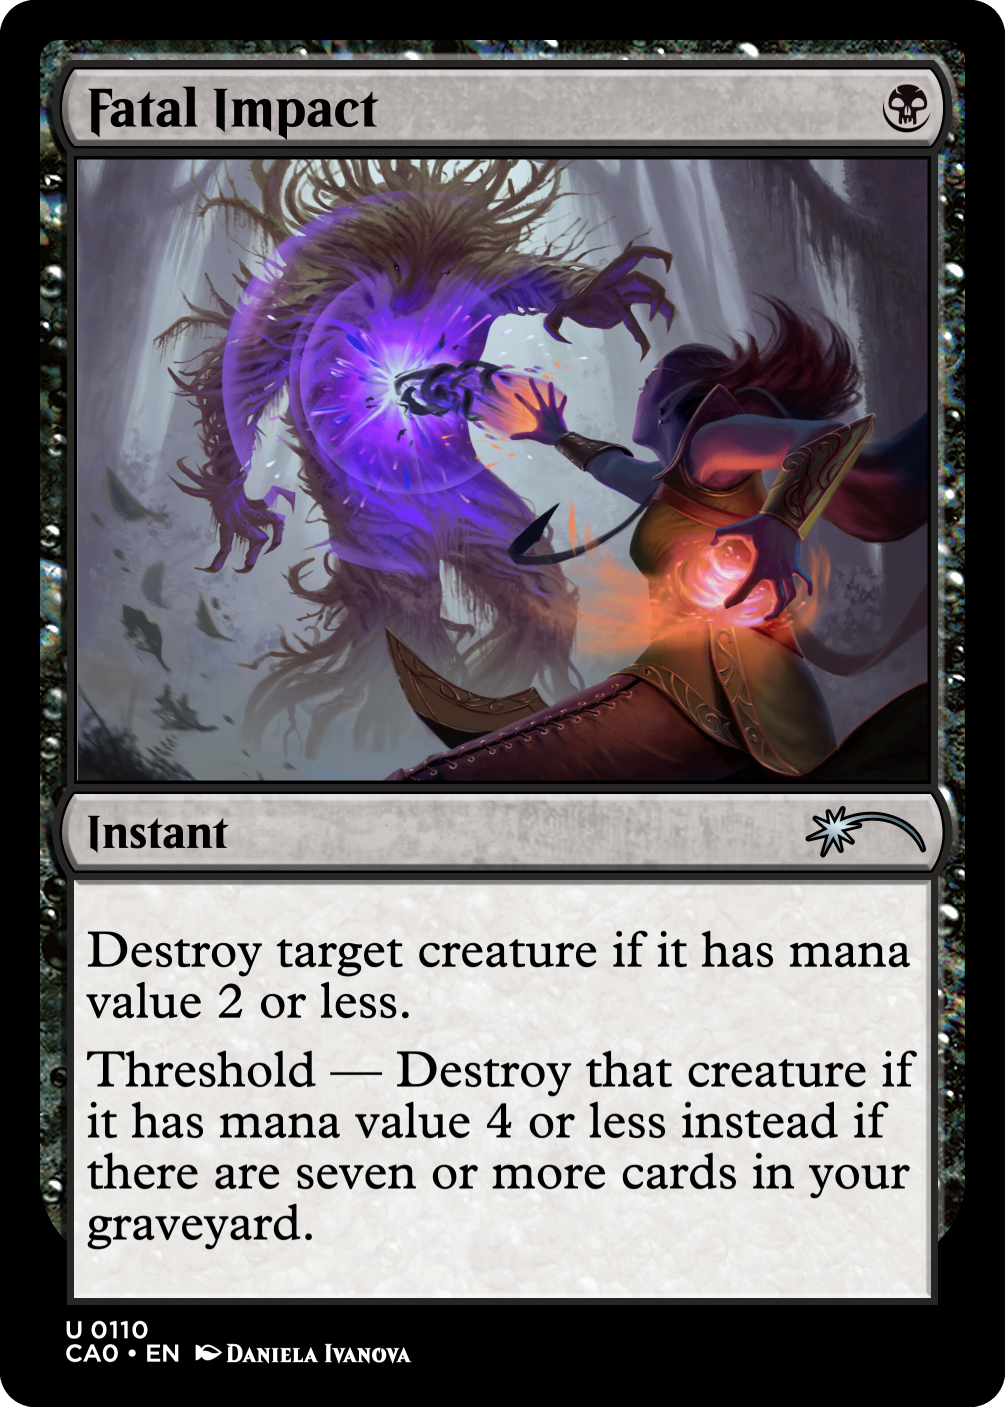 Fatal Impact
Instant
Destroy target creature if it has mana
value 2 or less.
Threshold — Destroy that creature if
it has mana value 4 or less instead if
there are seven or more cards in your
graveyard.
U 0110
CAO • EN Daniela Ivanova